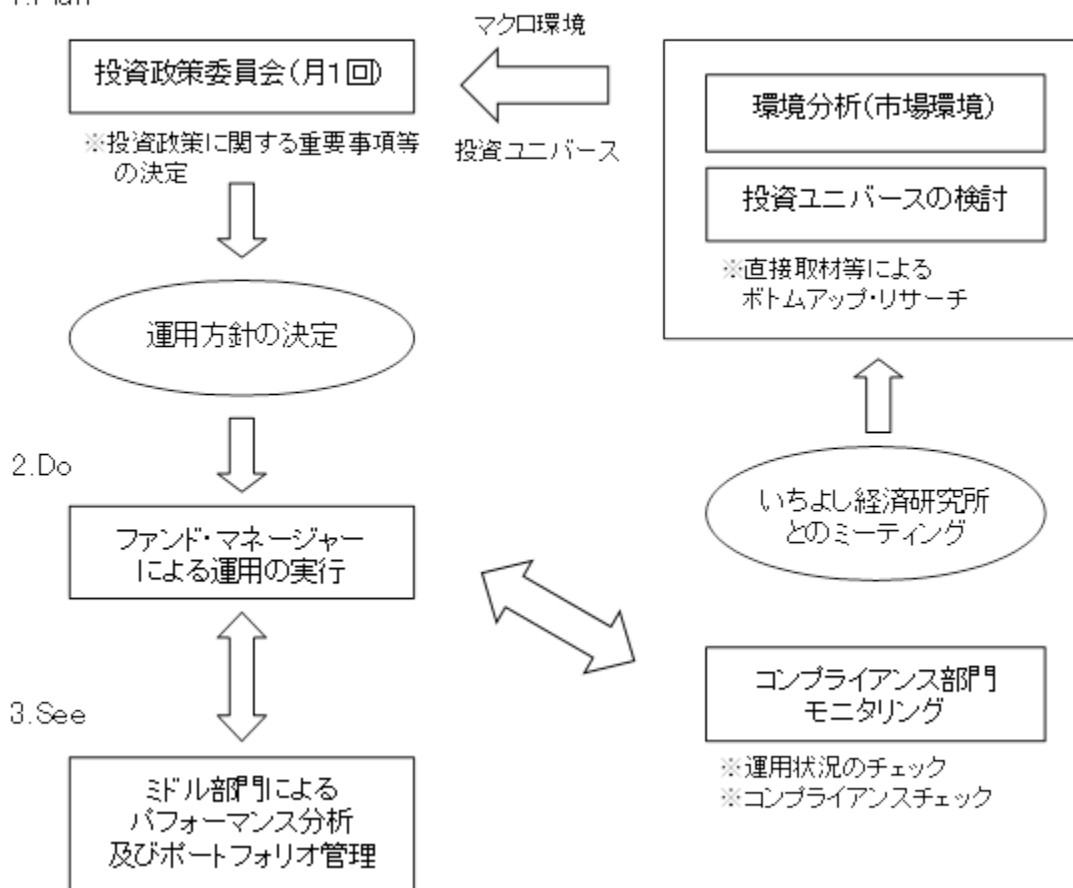 1.Plan
マクロ環境
投資政策委員会(月1回)
※投資政策に関する重要事項等
の決定
投資ユニバース
環境分析(市場環境)
投資ユニバースの検討
※直接取材等による
ボトムアップ・リサーチ
運用方針の決定
2.Do
ファンド・マネージャー
による運用の実行
いちよし経済研究所
とのミーティング
3.See
ミドル部門による
パフォーマンス分析
及びポートフォリオ管理
コンプライアンス部門
モニタリング
※運用状況のチェック
※コンプライアンスチェック